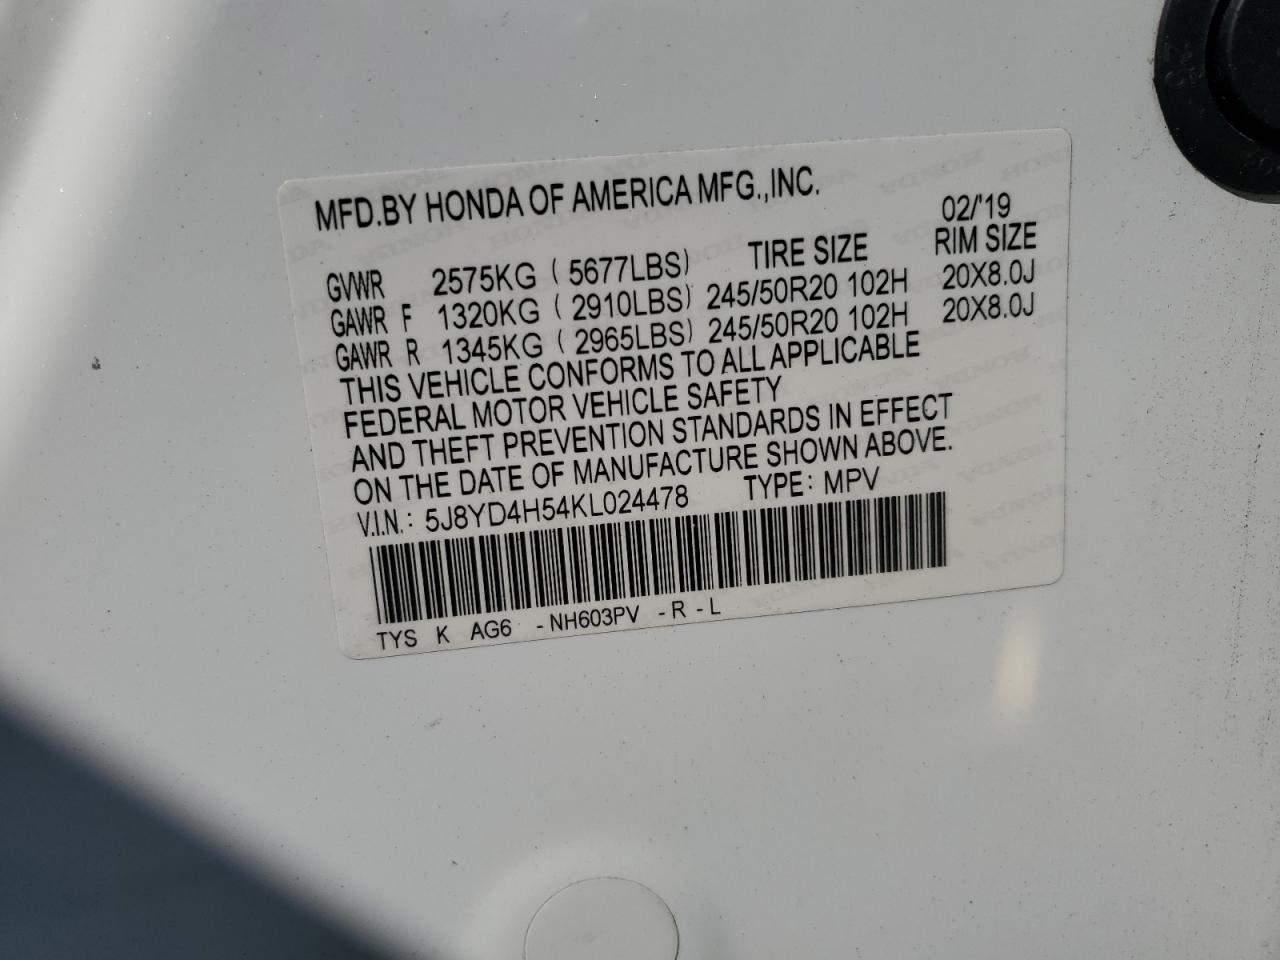 MFD.BY HONDA OF AMERICA MFG.,INC. 02/'19
TIRE SIZE RIM SIZE
GVWR 2575KG ( 5677LBS)
GAWR F 1320KG ( 2910LBS) 245/50R20 102H 20X8.0J
GAWR R 1345KG ( 2965LBS) 245/50R20 102H 20X8.0J
THIS VEHICLE CONFORMS TO ALL APPLICABLE
FEDERAL MOTOR VEHICLE SAFETY
AND THEFT PREVENTION STANDARDS IN EFFECT
ON THE DATE OF MANUFACTURE SHOWN ABOVE.
V.I.N.: 5J8YD4H54KL024478 TYPE: MPV
TYS K AG6 -NH603PV -R -L